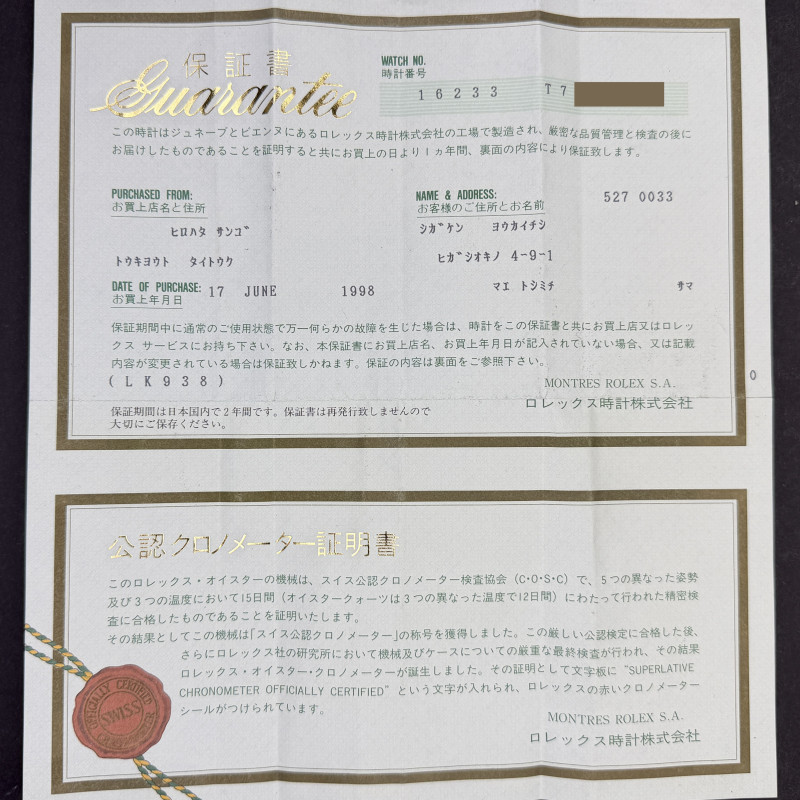 保証書
Guarantee
WATCH NO.
時計番号
16233 T7
この時計はジュネーブとビエンヌにあるロレックス時計株式会社の工場で製造され、厳密な品質管理と検査の後に
お届けしたものであることを証明すると共にお買上の日より1ヵ年間、裏面の内容により保証致します。
PURCHASED FROM:
お買上店名と住所
ヒロハタ サンゴ
トウキヨウト タイトウク
NAME & ADDRESS:
お客様のご住所とお名前
527 0033
シガケン ヨウカイチシ
ヒガシオキノ 4-9-1
マエ トシミチ サマ
DATE OF PURCHASE: 17 JUNE 1998
お買上年月日
保証期間中に通常のご使用状態で万一何らかの故障を生じた場合は、時計をこの保証書と共にお買上店又はロレッ
クス サービスにお持ち下さい。なお、本保証書にお買上店名、お買上年月日が記入されていない場合、又は記載
内容が変更されている場合は保証致しかねます。保証の内容は裏面をご参照下さい。
(LK938)
MONTRES ROLEX S.A.
ロレックス時計株式会社
保証期間は日本国内で2年間です。保証書は再発行致しませんので
大切にご保存ください。
0
公認クロノメーター証明書
このロレックス・オイスターの機械は、スイス公認クロノメーター検査協会(C・O・S・C)で、5つの異なった姿勢
及び3つの温度において15日間(オイスタークォーツは3つの異なった温度で12日間)にわたって行われた精密検
査に合格したものであることを証明いたします。
その結果としてこの機械は「スイス公認クロノメーター」の称号を獲得しました。この厳しい公認検定に合格した後、
さらにロレックス社の研究所において機械及びケースについての厳重な最終検査が行われ、その結果
ロレックス・オイスター・クロノメーターが誕生しました。その証明として文字板に "SUPERLATIVE
CHRONOMETER OFFICIALLY CERTIFIED" という文字が入れられ、ロレックスの赤いクロノメーター
シールがつけられています。
MONTRES ROLEX S.A.
ロレックス時計株式会社
OFFICIALLY CERTIFIED
SWISS